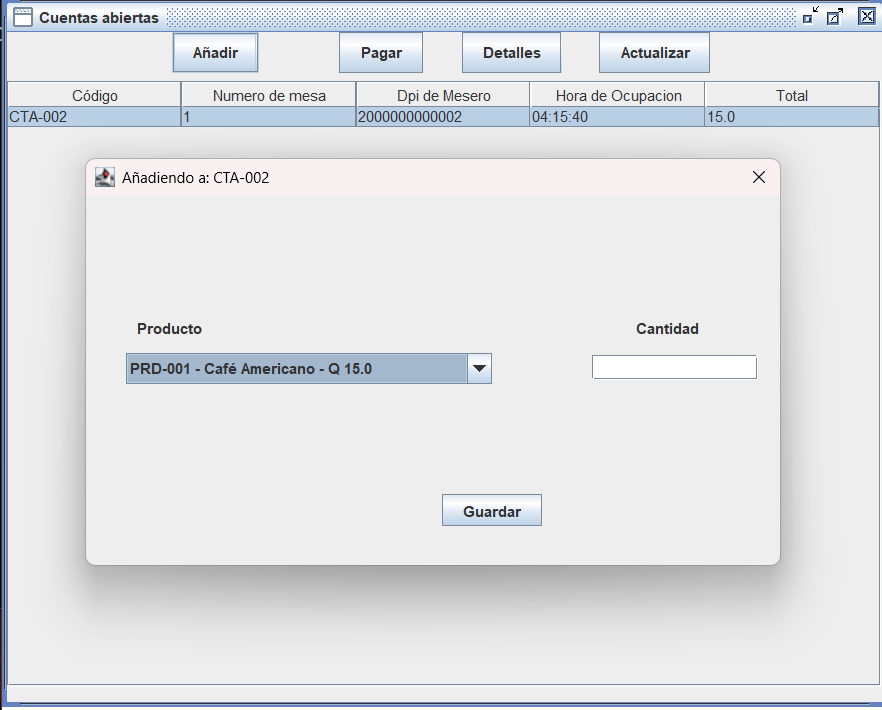 Cuentas abiertas
Añadir Pagar Detalles Actualizar
Código Numero de mesa Dpi de Mesero Hora de Ocupacion Total
CTA-002 1 2000000000002 04:15:40 15.0
Añadiendo a: CTA-002
Producto Cantidad
PRD-001 - Café Americano - Q 15.0
Guardar